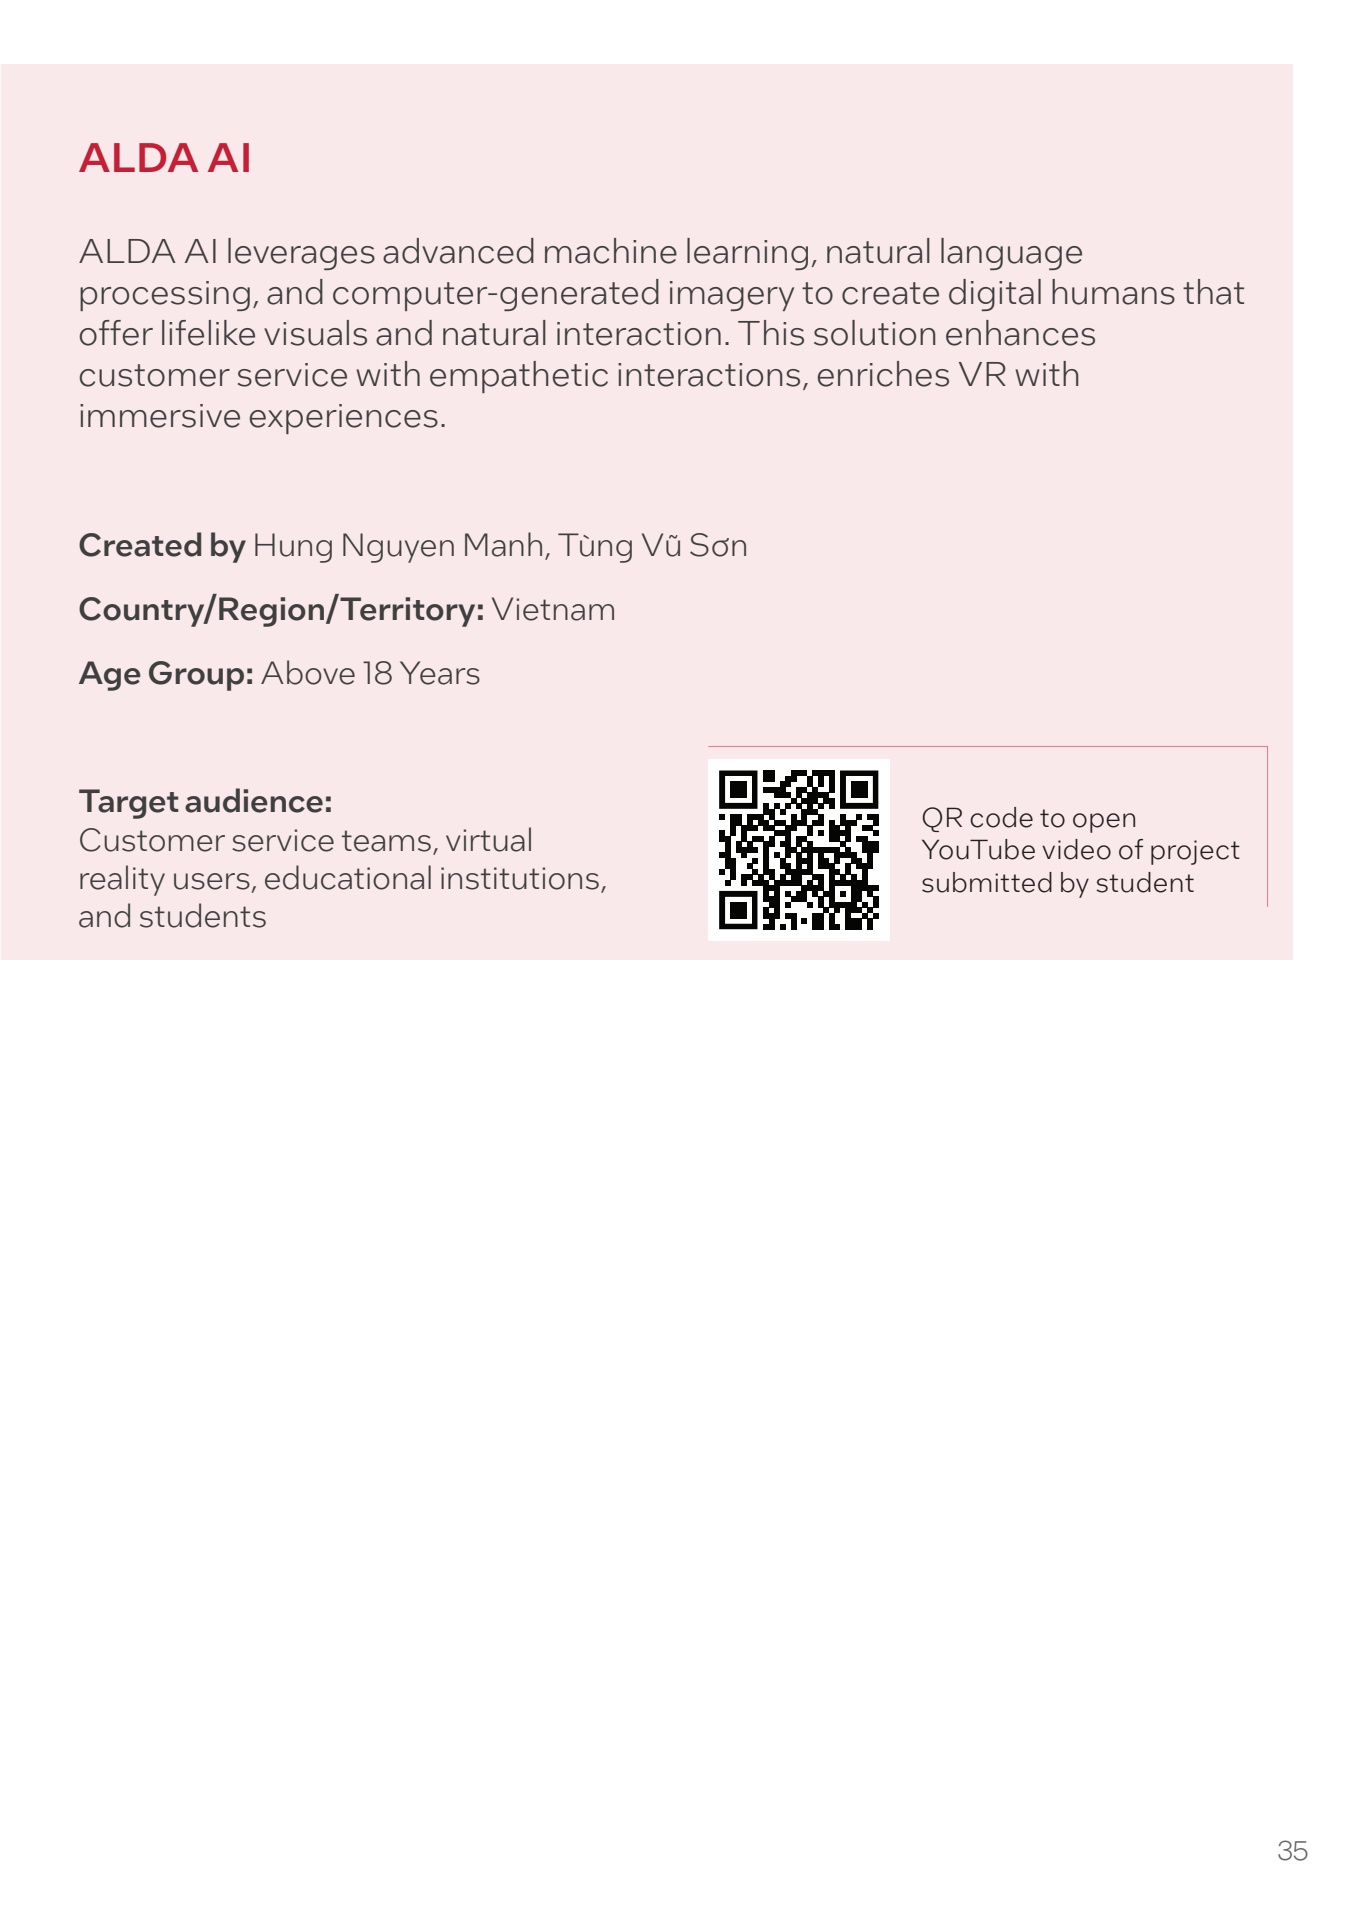 ALDA AI
ALDA AI leverages advanced machine learning, natural language
processing, and computer-generated imagery to create digital humans that
offer lifelike visuals and natural interaction. This solution enhances
customer service with empathetic interactions, enriches VR with
immersive experiences.
Created by Hung Nguyen Manh, Tùng Vũ Sơn
Country/Region/Territory: Vietnam
Age Group: Above 18 Years
Target audience:
Customer service teams, virtual
reality users, educational institutions,
and students
QR code to open
YouTube video of project
submitted by student
35